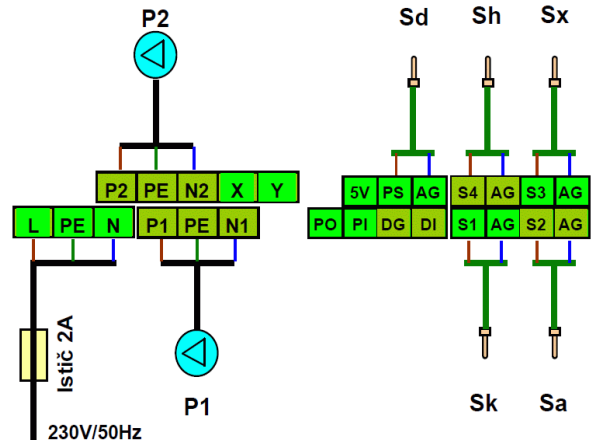 P2
Sd Sh Sx
P2 PE N2 X Y
5V PS AG S4 AG S3 AG
L PE N P1 PE N1
PO PI DG DI S1 AG S2 AG
Istič 2A
P1
Sk Sa
230V/50Hz